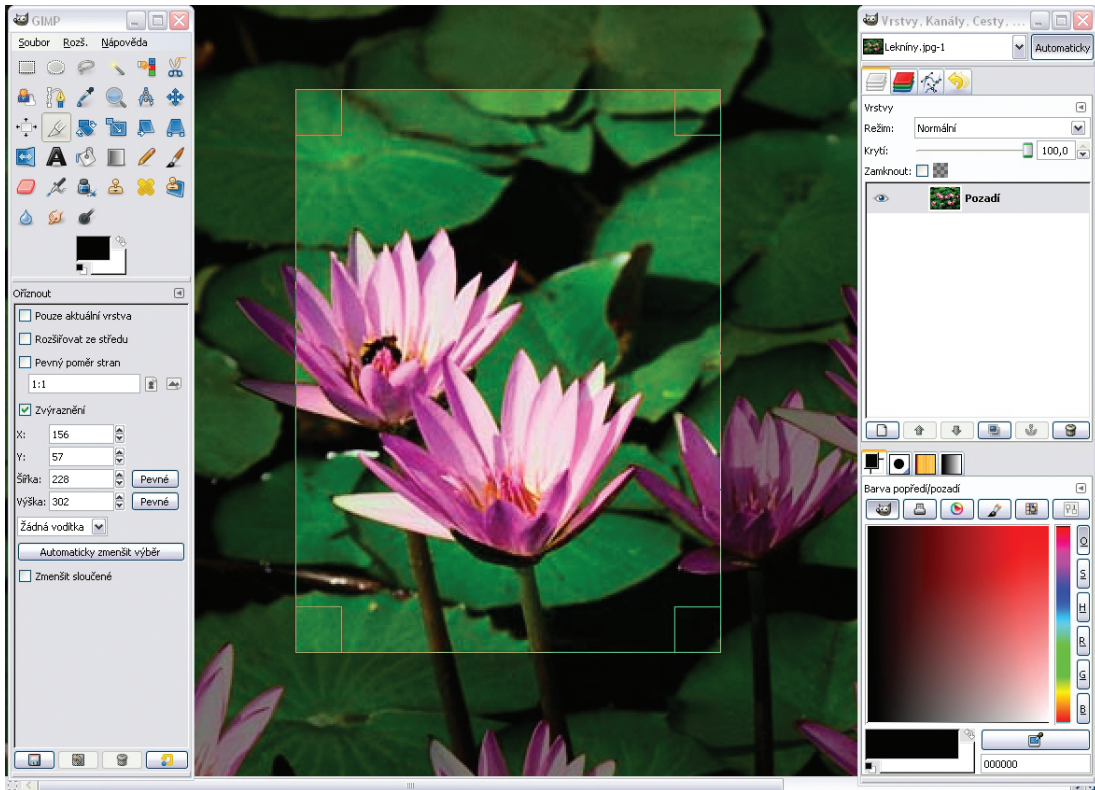 GIMP
Soubor Rozš. Nápověda
Oříznout
Pouze aktuální vrstva
Rozšiřovat ze středu
Pevný poměr stran
1:1
Zvýraznění
X: 156
Y: 57
Šířka: 228 Pevné
Výška: 302 Pevné
Žádná vodítka
Automaticky zmenšit výběr
Zmenšit sloučené
Vrstvy, Kanály, Cesty, ...
Lekníny.jpg-1 Automaticky
Vrstvy
Režim: Normální
Krytí: 100,0
Zamknout:
Pozadí
Barva popředí/pozadí
O
S
H
R
G
B
000000